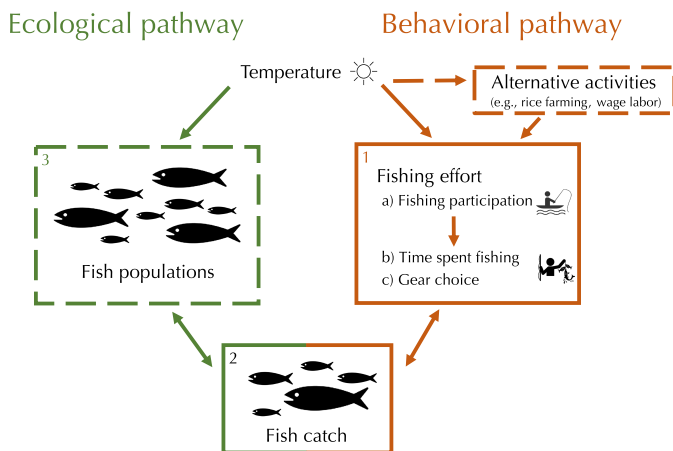 Ecological pathway
Behavioral pathway
Temperature
Alternative activities
(e.g., rice farming, wage labor)
3
Fish populations
1
Fishing effort
a) Fishing participation
b) Time spent fishing
c) Gear choice
2
Fish catch